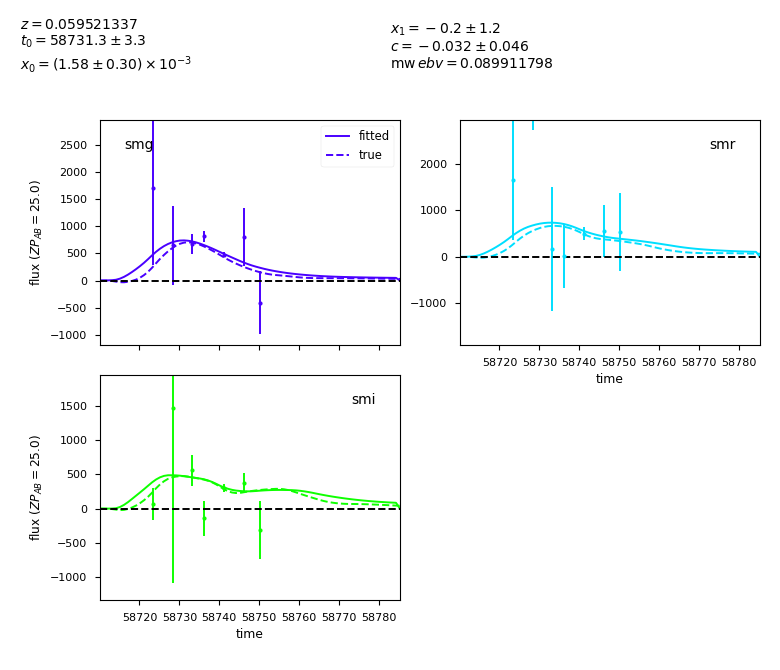 z = 0.059521337
t₀ = 58731.3 ± 3.3
x₀ = (1.58 ± 0.30) × 10⁻³
x₁ = −0.2 ± 1.2
c = −0.032 ± 0.046
mw ebv = 0.089911798
smg
fitted
true
2500
2000
1500
1000
500
0
−500
−1000
flux (ZP_AB = 25.0)
smr
2000
1000
0
−1000
58720 58730 58740 58750 58760 58770 58780
time
smi
1500
1000
500
0
−500
−1000
flux (ZP_AB = 25.0)
58720 58730 58740 58750 58760 58770 58780
time